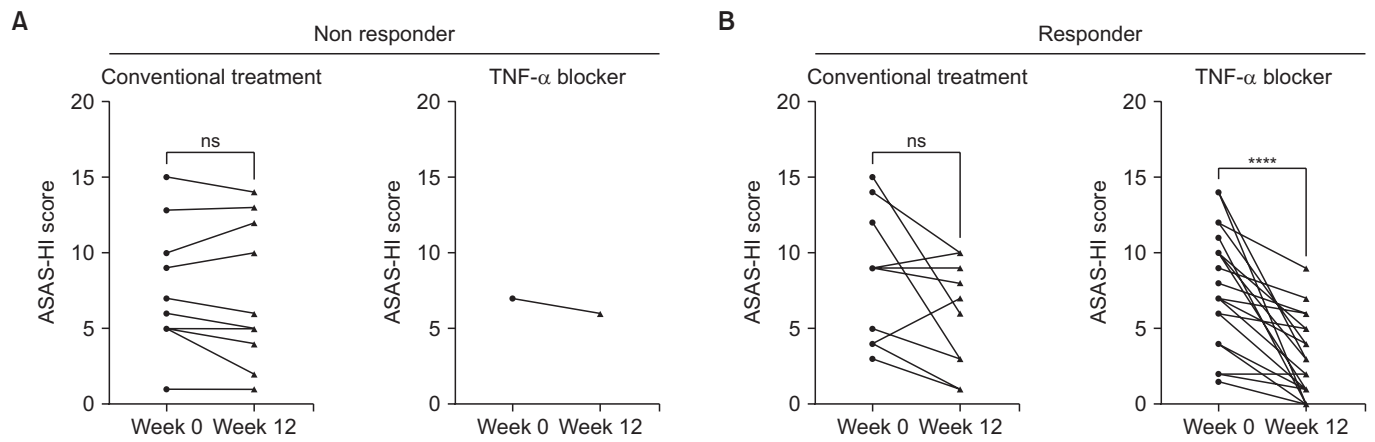 A
Non responder
Conventional treatment
ASAS-HI score
20
15
10
5
0
ns
Week 0 Week 12
TNF-α blocker
ASAS-HI score
20
15
10
5
0
Week 0 Week 12
B
Responder
Conventional treatment
ASAS-HI score
20
15
10
5
0
ns
Week 0 Week 12
TNF-α blocker
ASAS-HI score
20
15
10
5
0
****
Week 0 Week 12